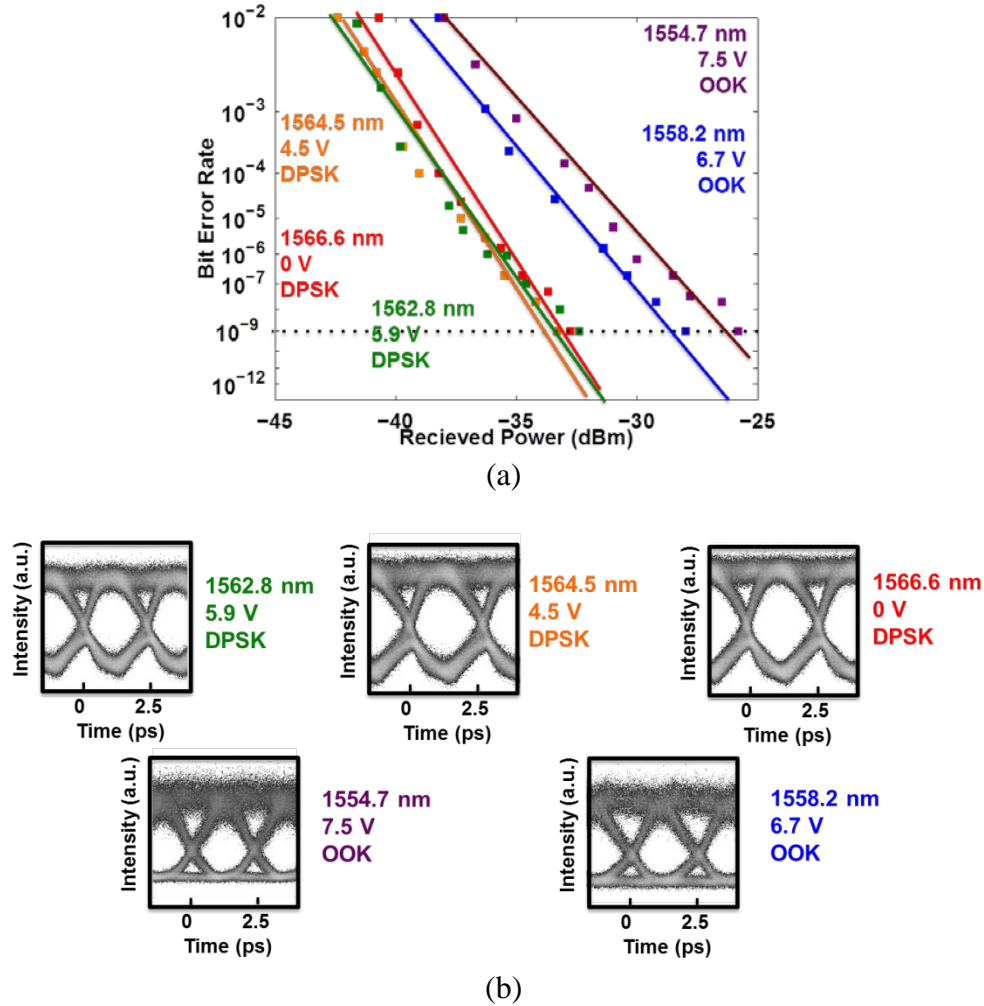 10⁻²
10⁻³
10⁻⁴
10⁻⁵
10⁻⁶
10⁻⁷
10⁻⁹
10⁻¹²
Bit Error Rate
1564.5 nm
4.5 V
DPSK
1566.6 nm
0 V
DPSK
1562.8 nm
5.9 V
DPSK
1554.7 nm
7.5 V
OOK
1558.2 nm
6.7 V
OOK
−45 −40 −35 −30 −25
Recieved Power (dBm)
(a)
Intensity (a.u.)
0 2.5
Time (ps)
1562.8 nm
5.9 V
DPSK
Intensity (a.u.)
0 2.5
Time (ps)
1564.5 nm
4.5 V
DPSK
Intensity (a.u.)
0 2.5
Time (ps)
1566.6 nm
0 V
DPSK
Intensity (a.u.)
0 2.5
Time (ps)
1554.7 nm
7.5 V
OOK
Intensity (a.u.)
0 2.5
Time (ps)
1558.2 nm
6.7 V
OOK
(b)